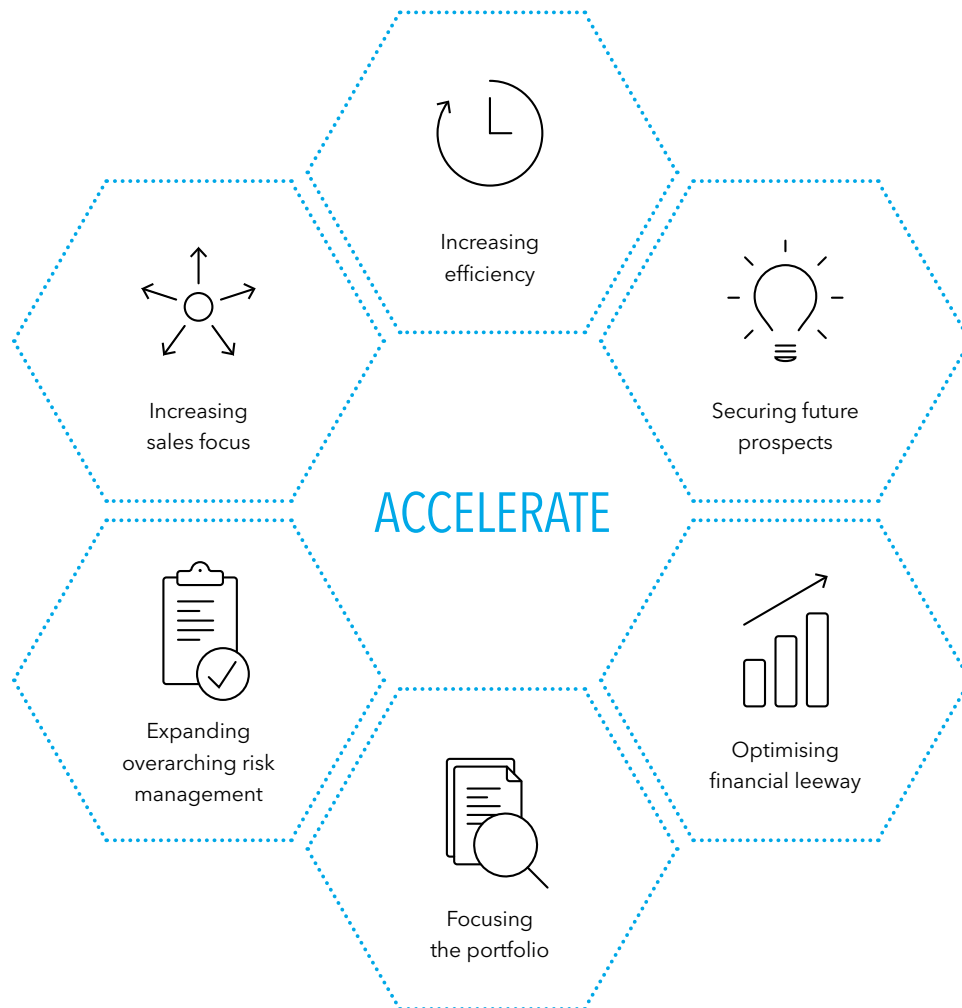 Increasing
efficiency
Increasing
sales focus
Securing future
prospects
ACCELERATE
Expanding
overarching risk
management
Optimising
financial leeway
Focusing
the portfolio